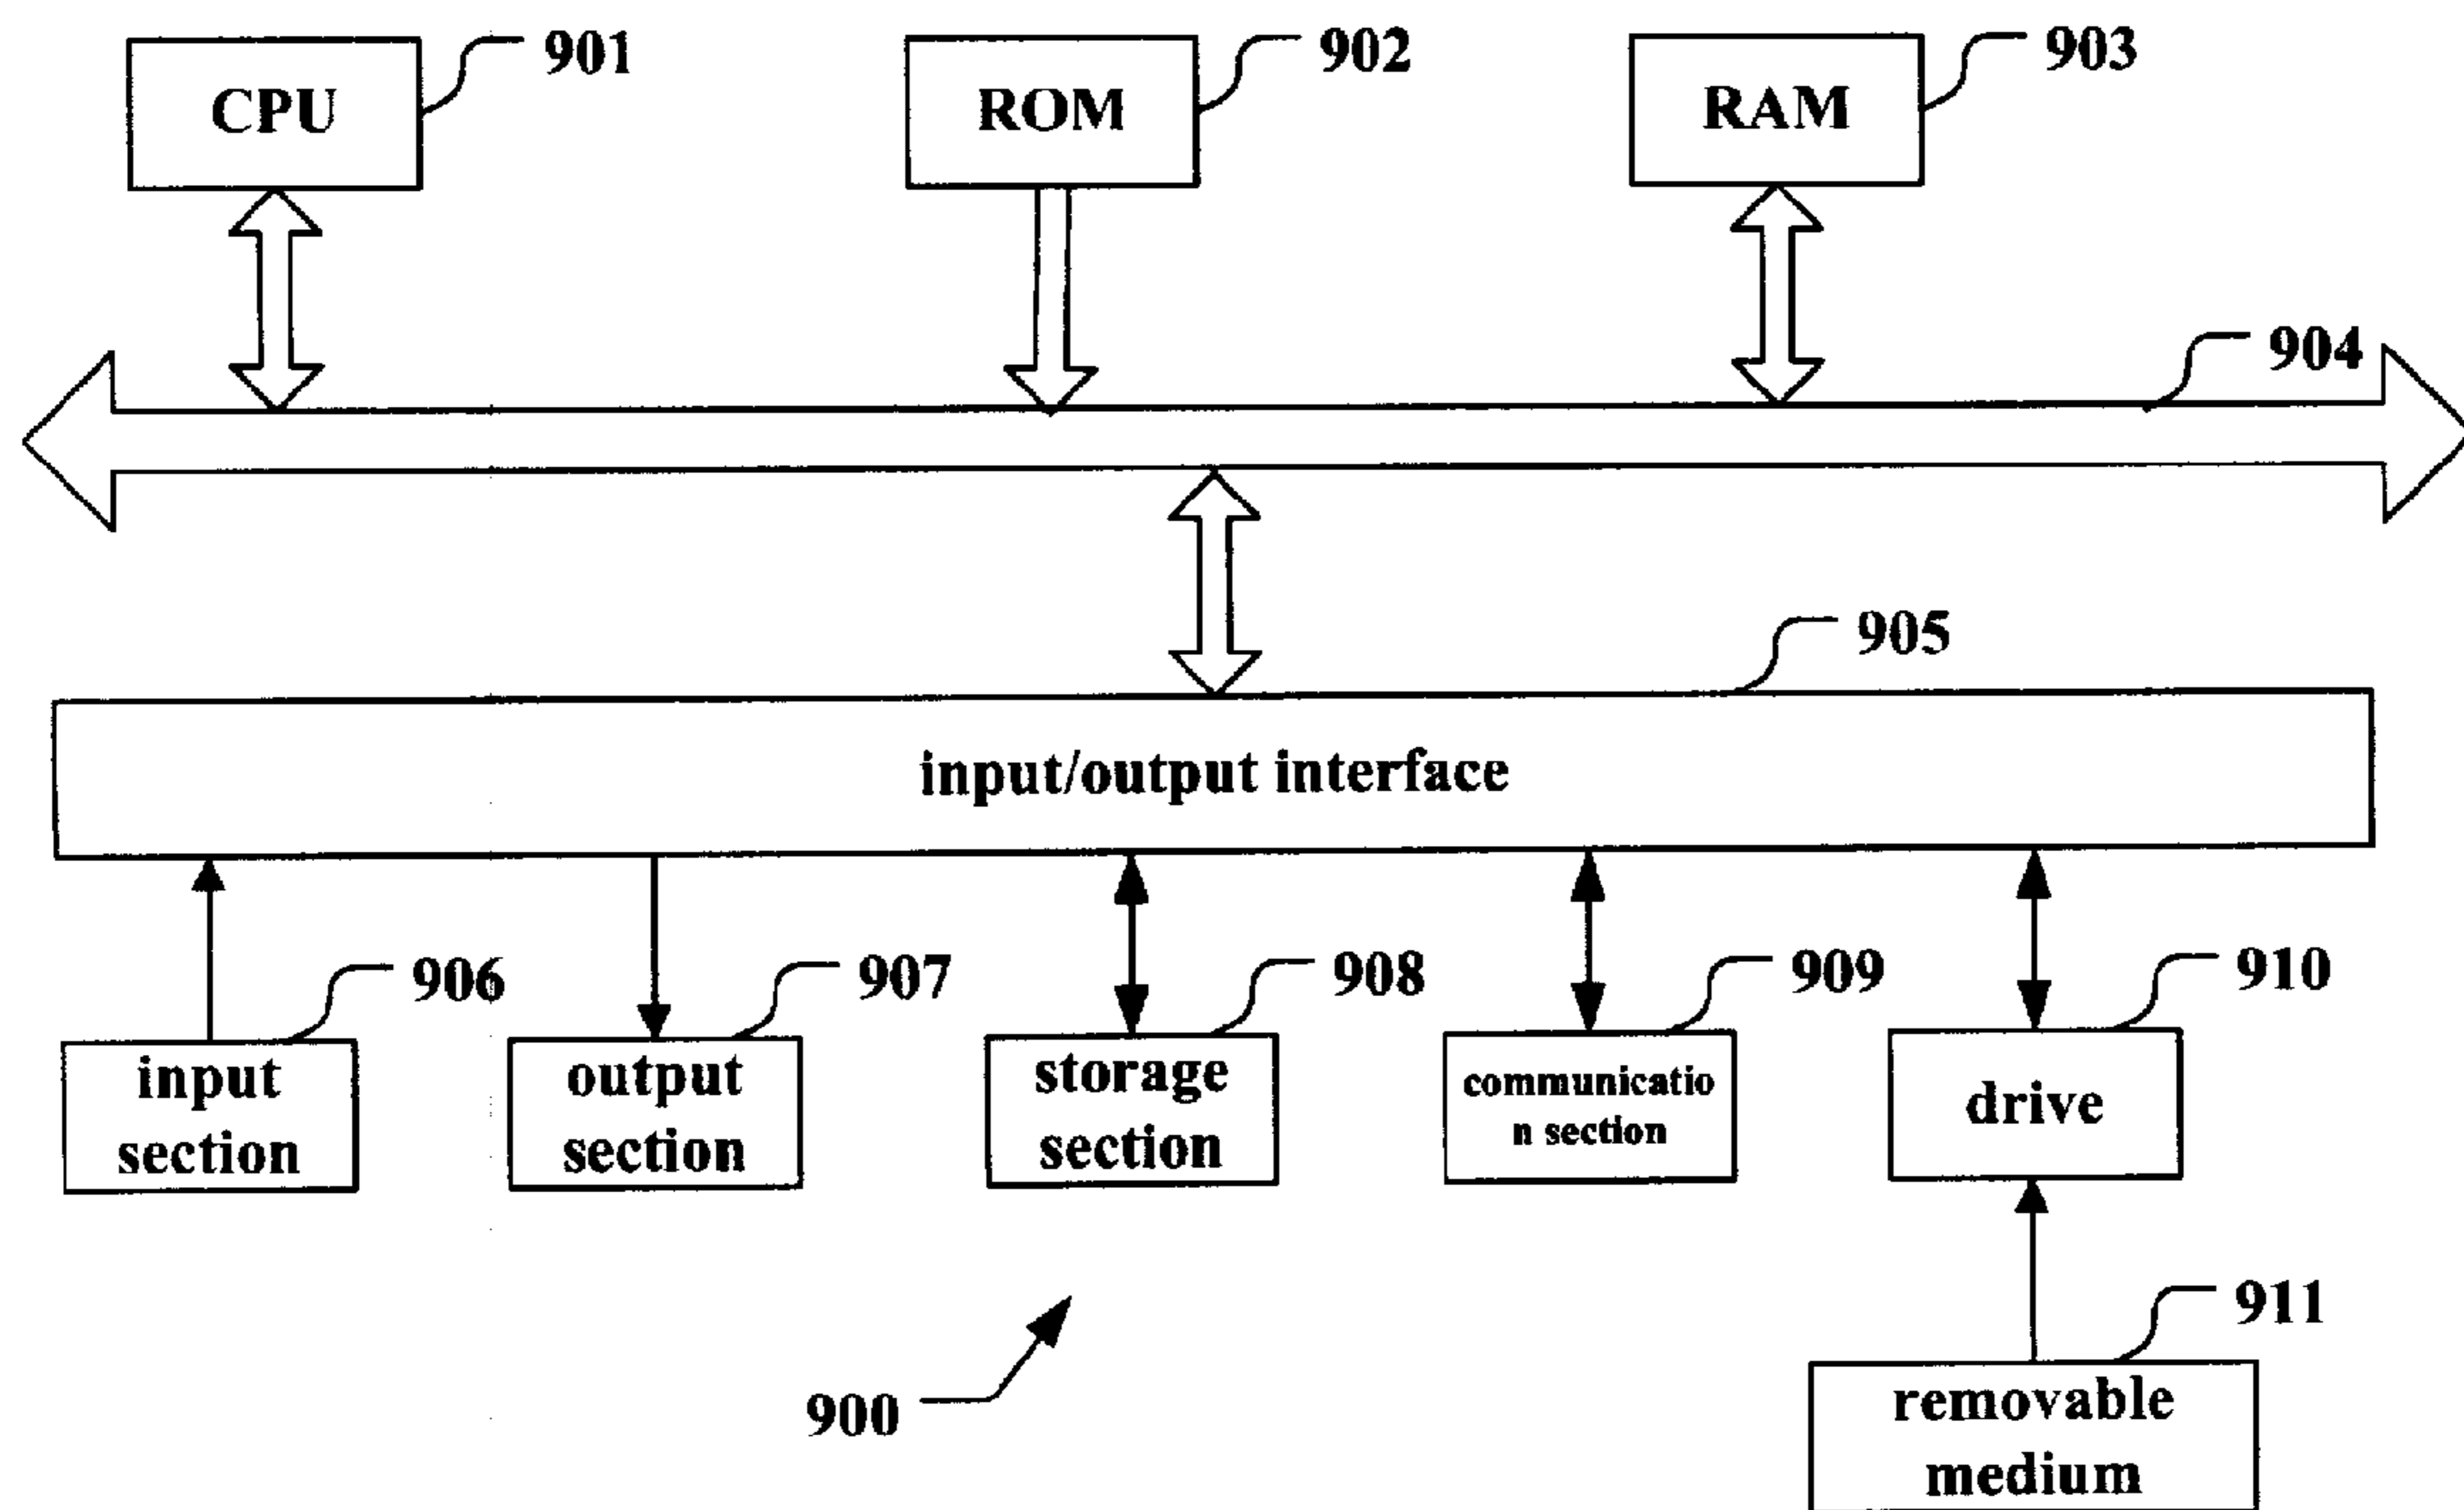 CPU
901
ROM
902
RAM
903
904
905
input/output interface
906
907
908
909
910
input
section
output
section
storage
section
communicatio
n section
drive
911
900
removable
medium